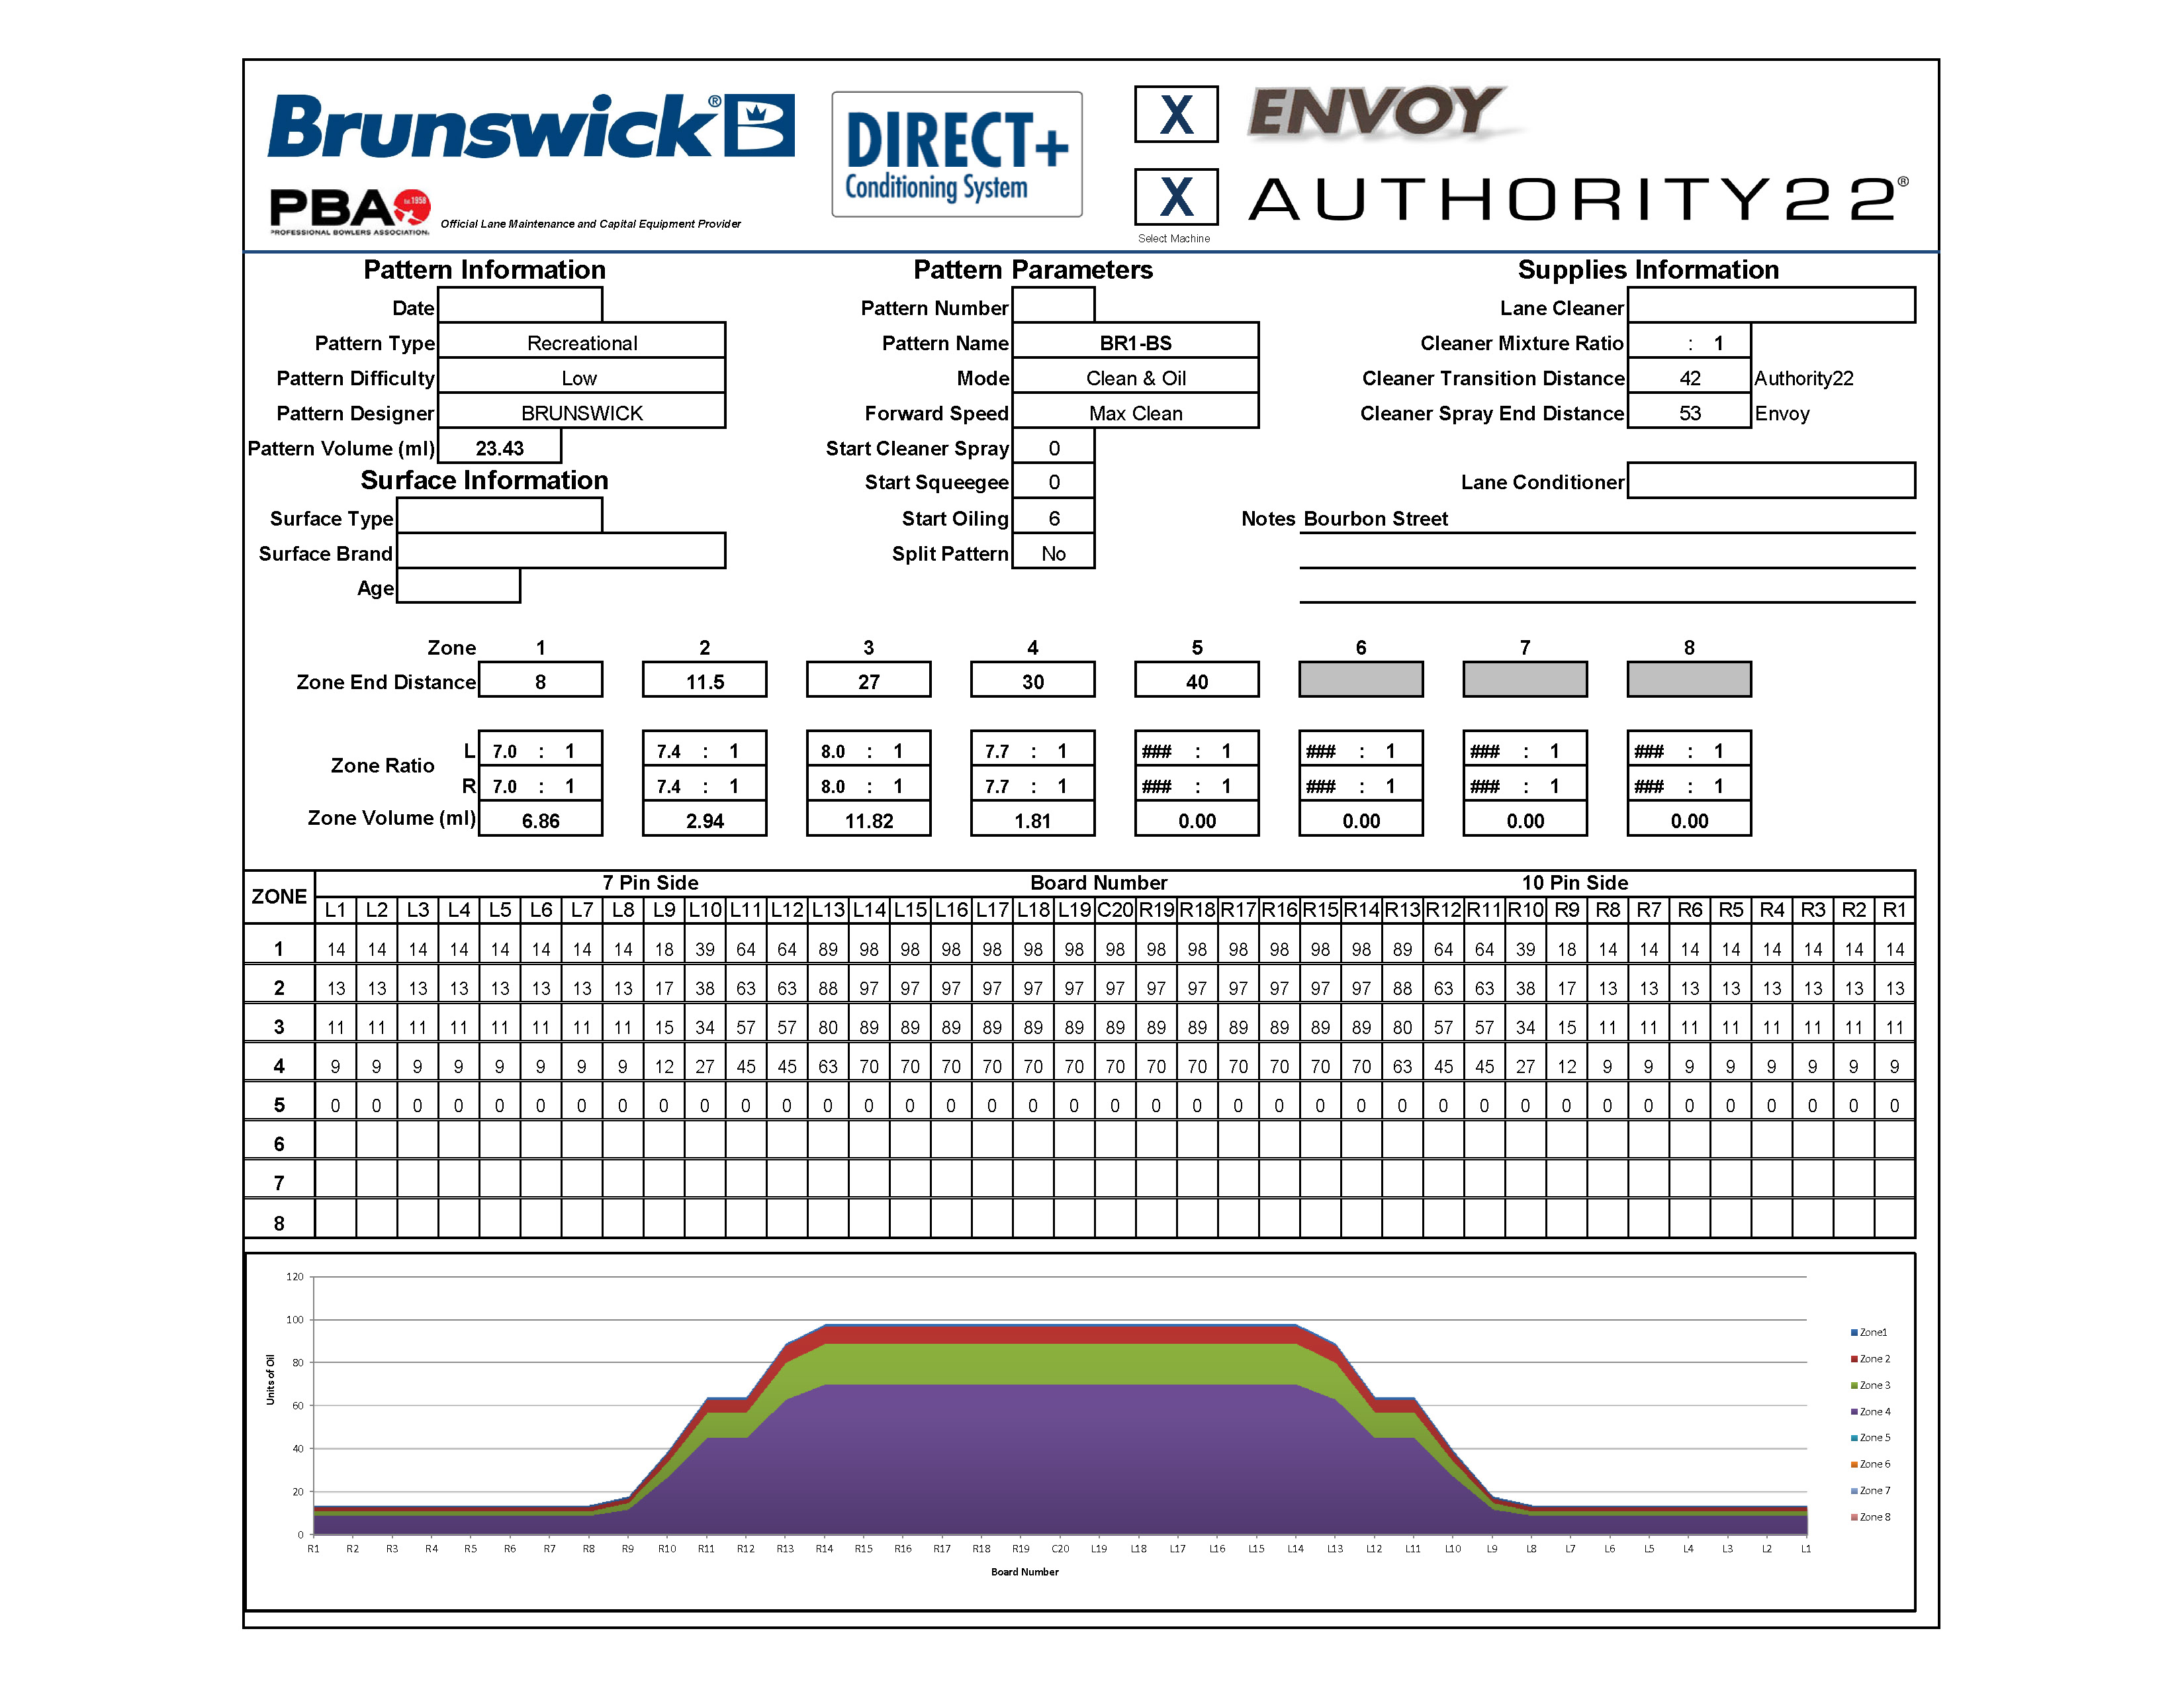 Brunswick® B
DIRECT+
Conditioning System
X ENVOY
X AUTHORITY22®
Select Machine
PBA Est. 1958
PROFESSIONAL BOWLERS ASSOCIATION.
Official Lane Maintenance and Capital Equipment Provider
Pattern Information Pattern Parameters Supplies Information
Date Pattern Number Lane Cleaner
Pattern Type Recreational Pattern Name BR1-BS Cleaner Mixture Ratio : 1
Pattern Difficulty Low Mode Clean & Oil Cleaner Transition Distance 42 Authority22
Pattern Designer BRUNSWICK Forward Speed Max Clean Cleaner Spray End Distance 53 Envoy
Pattern Volume (ml) 23.43 Start Cleaner Spray 0
Surface Information Start Squeegee 0 Lane Conditioner
Surface Type Start Oiling 6 Notes Bourbon Street
Surface Brand Split Pattern No
Age
Zone 1 2 3 4 5 6 7 8
Zone End Distance 8 11.5 27 30 40
Zone Ratio
L 7.0 : 1 7.4 : 1 8.0 : 1 7.7 : 1 ### : 1 ### : 1 ### : 1 ### : 1
R 7.0 : 1 7.4 : 1 8.0 : 1 7.7 : 1 ### : 1 ### : 1 ### : 1 ### : 1
Zone Volume (ml) 6.86 2.94 11.82 1.81 0.00 0.00 0.00 0.00
ZONE 7 Pin Side Board Number 10 Pin Side
L1 L2 L3 L4 L5 L6 L7 L8 L9 L10 L11 L12 L13 L14 L15 L16 L17 L18 L19 C20 R19 R18 R17 R16 R15 R14 R13 R12 R11 R10 R9 R8 R7 R6 R5 R4 R3 R2 R1
1 14 14 14 14 14 14 14 14 18 39 64 64 89 98 98 98 98 98 98 98 98 98 98 98 98 98 89 64 64 39 18 14 14 14 14 14 14 14 14
2 13 13 13 13 13 13 13 13 17 38 63 63 88 97 97 97 97 97 97 97 97 97 97 97 97 97 88 63 63 38 17 13 13 13 13 13 13 13 13
3 11 11 11 11 11 11 11 11 15 34 57 57 80 89 89 89 89 89 89 89 89 89 89 89 89 89 80 57 57 34 15 11 11 11 11 11 11 11 11
4 9 9 9 9 9 9 9 9 12 27 45 45 63 70 70 70 70 70 70 70 70 70 70 70 70 70 63 45 45 27 12 9 9 9 9 9 9 9 9
5 0 0 0 0 0 0 0 0 0 0 0 0 0 0 0 0 0 0 0 0 0 0 0 0 0 0 0 0 0 0 0 0 0 0 0 0 0 0 0
6
7
8
Units of Oil
120
100
80
60
40
20
0
R1 R2 R3 R4 R5 R6 R7 R8 R9 R10 R11 R12 R13 R14 R15 R16 R17 R18 R19 C20 L19 L18 L17 L16 L15 L14 L13 L12 L11 L10 L9 L8 L7 L6 L5 L4 L3 L2 L1
Board Number
Zone1
Zone 2
Zone 3
Zone 4
Zone 5
Zone 6
Zone 7
Zone 8